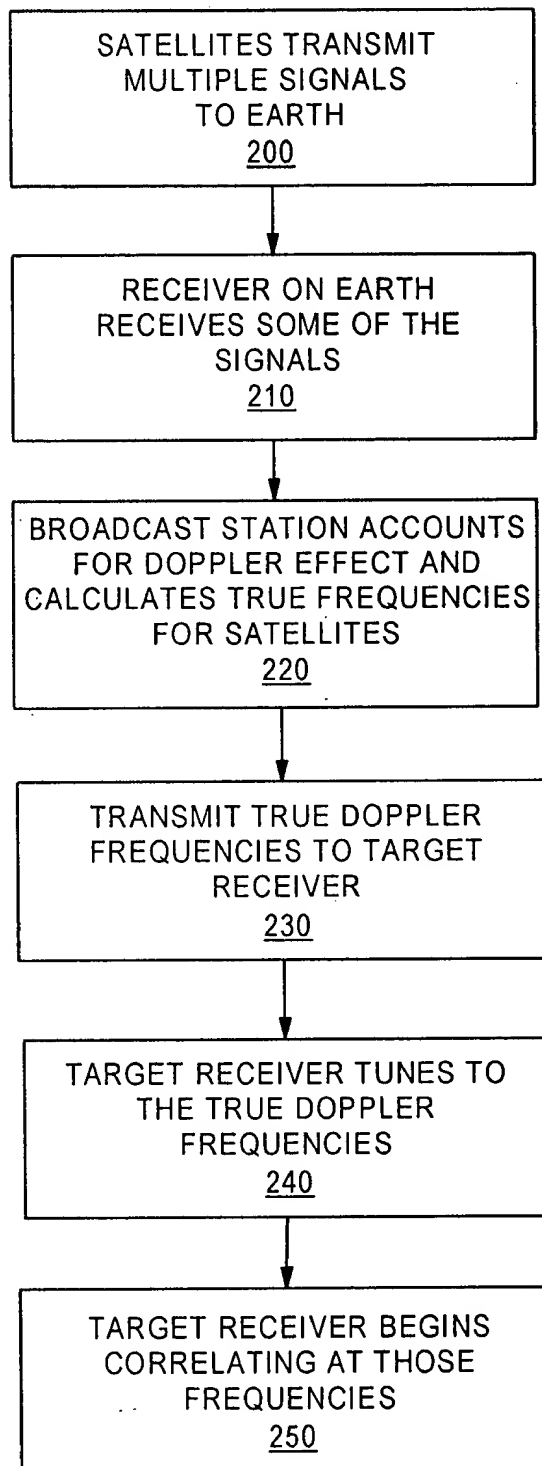 SATELLITES TRANSMIT
MULTIPLE SIGNALS
TO EARTH
200
RECEIVER ON EARTH
RECEIVES SOME OF THE
SIGNALS
210
BROADCAST STATION ACCOUNTS
FOR DOPPLER EFFECT AND
CALCULATES TRUE FREQUENCIES
FOR SATELLITES
220
TRANSMIT TRUE DOPPLER
FREQUENCIES TO TARGET
RECEIVER
230
TARGET RECEIVER TUNES TO
THE TRUE DOPPLER
FREQUENCIES
240
TARGET RECEIVER BEGINS
CORRELATING AT THOSE
FREQUENCIES
250